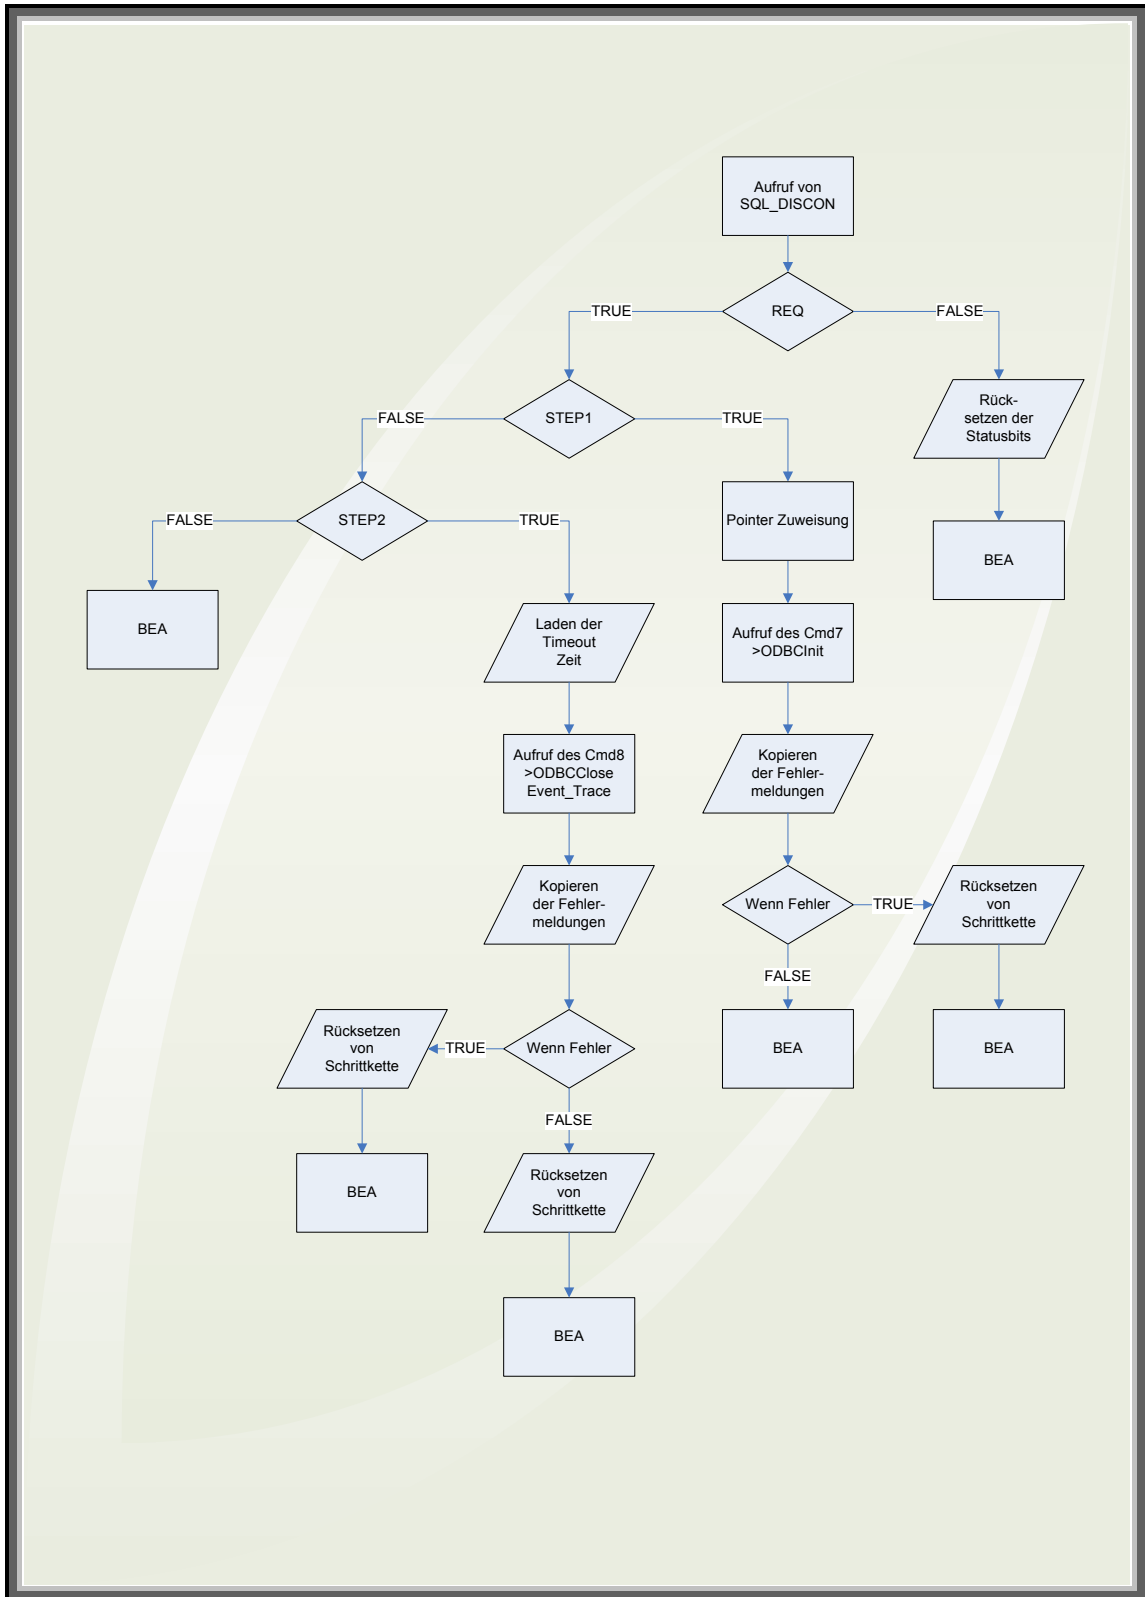 Aufruf von
SQL_DISCON
REQ
TRUE
FALSE
STEP1
FALSE
TRUE
Rück-
setzen der
Statusbits
STEP2
FALSE
TRUE
Pointer Zuweisung
BEA
BEA
Laden der
Timeout
Zeit
Aufruf des Cmd7
>ODBCInit
Aufruf des Cmd8
>ODBCClose
Event_Trace
Kopieren
der Fehler-
meldungen
Kopieren
der Fehler-
meldungen
Wenn Fehler
TRUE
Rücksetzen
von
Schrittkette
FALSE
Rücksetzen
von
Schrittkette
TRUE
Wenn Fehler
BEA
BEA
FALSE
BEA
Rücksetzen
von
Schrittkette
BEA